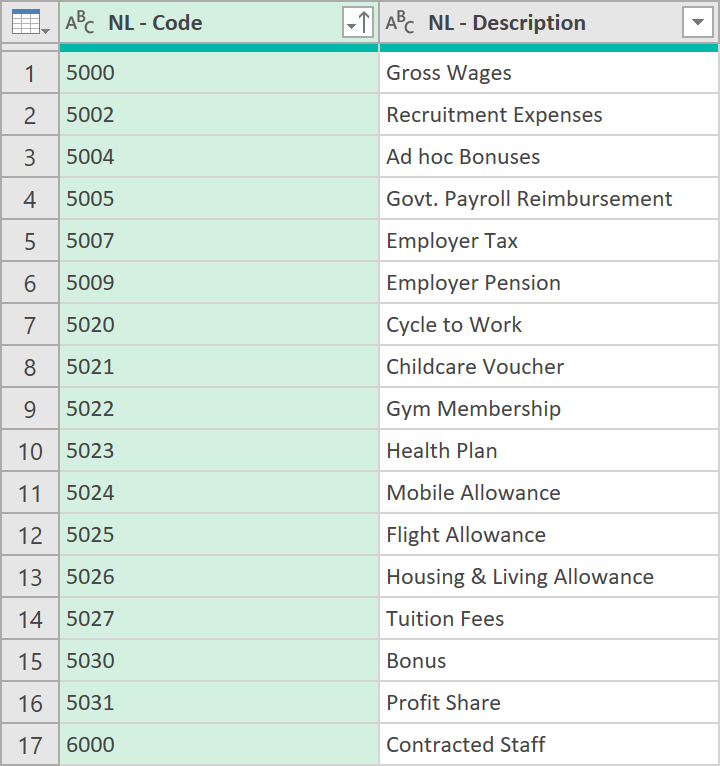 ABC NL - Code ABC NL - Description
1 5000 Gross Wages
2 5002 Recruitment Expenses
3 5004 Ad hoc Bonuses
4 5005 Govt. Payroll Reimbursement
5 5007 Employer Tax
6 5009 Employer Pension
7 5020 Cycle to Work
8 5021 Childcare Voucher
9 5022 Gym Membership
10 5023 Health Plan
11 5024 Mobile Allowance
12 5025 Flight Allowance
13 5026 Housing & Living Allowance
14 5027 Tuition Fees
15 5030 Bonus
16 5031 Profit Share
17 6000 Contracted Staff